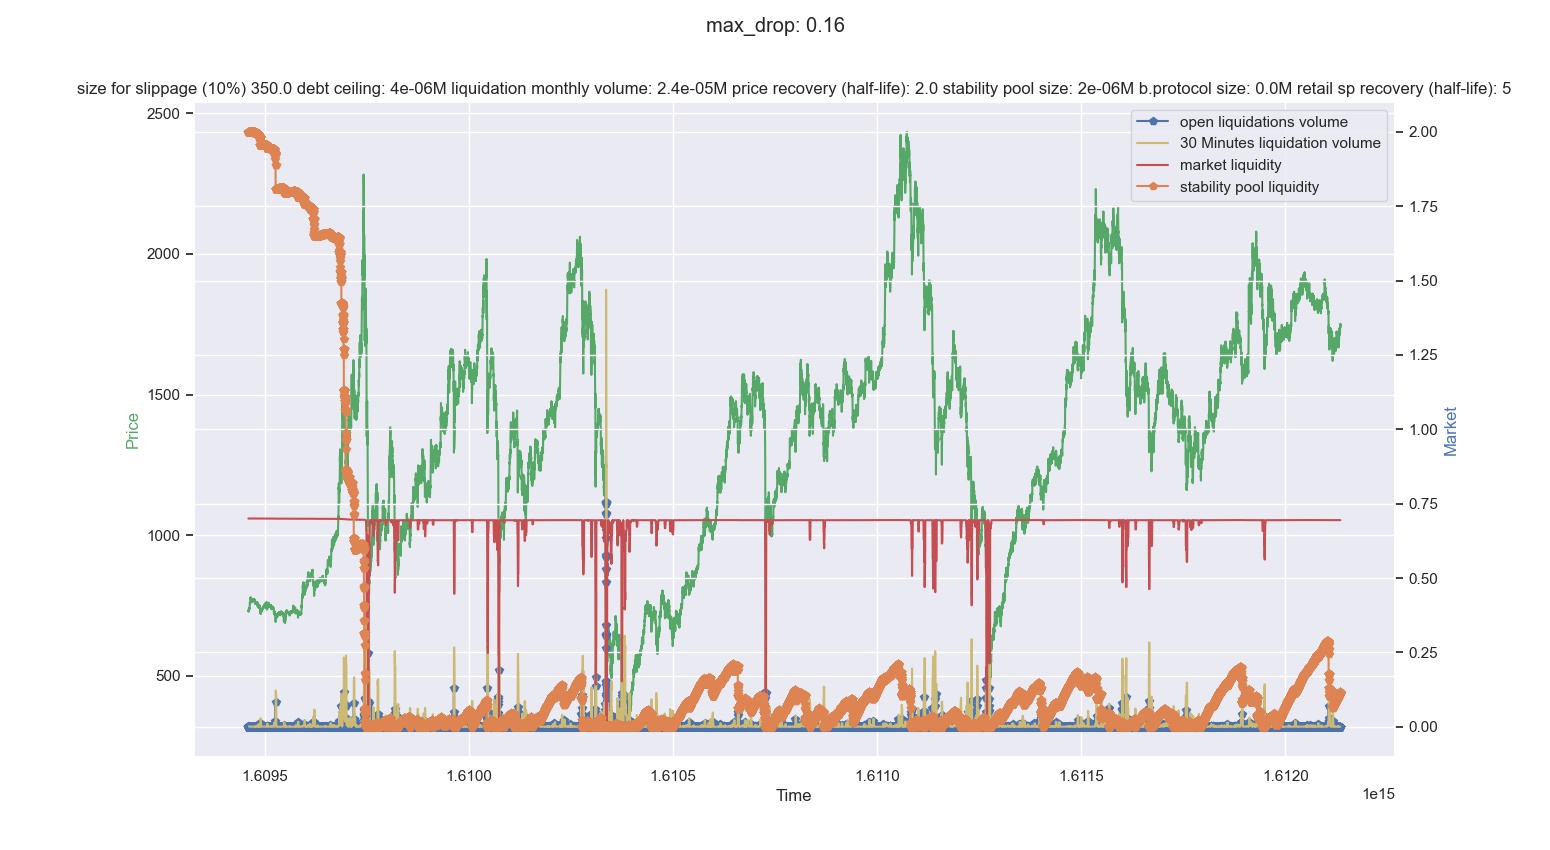 max_drop: 0.16
size for slippage (10%) 350.0 debt ceiling: 4e-06M liquidation monthly volume: 2.4e-05M price recovery (half-life): 2.0 stability pool size: 2e-06M b.protocol size: 0.0M retail sp recovery (half-life): 5
open liquidations volume
30 Minutes liquidation volume
market liquidity
stability pool liquidity
2500
2000
1500
1000
500
Price
2.00
1.75
1.50
1.25
1.00
0.75
0.50
0.25
0.00
Market
1.6095
1.6100
1.6105
1.6110
1.6115
1.6120
Time
1e15